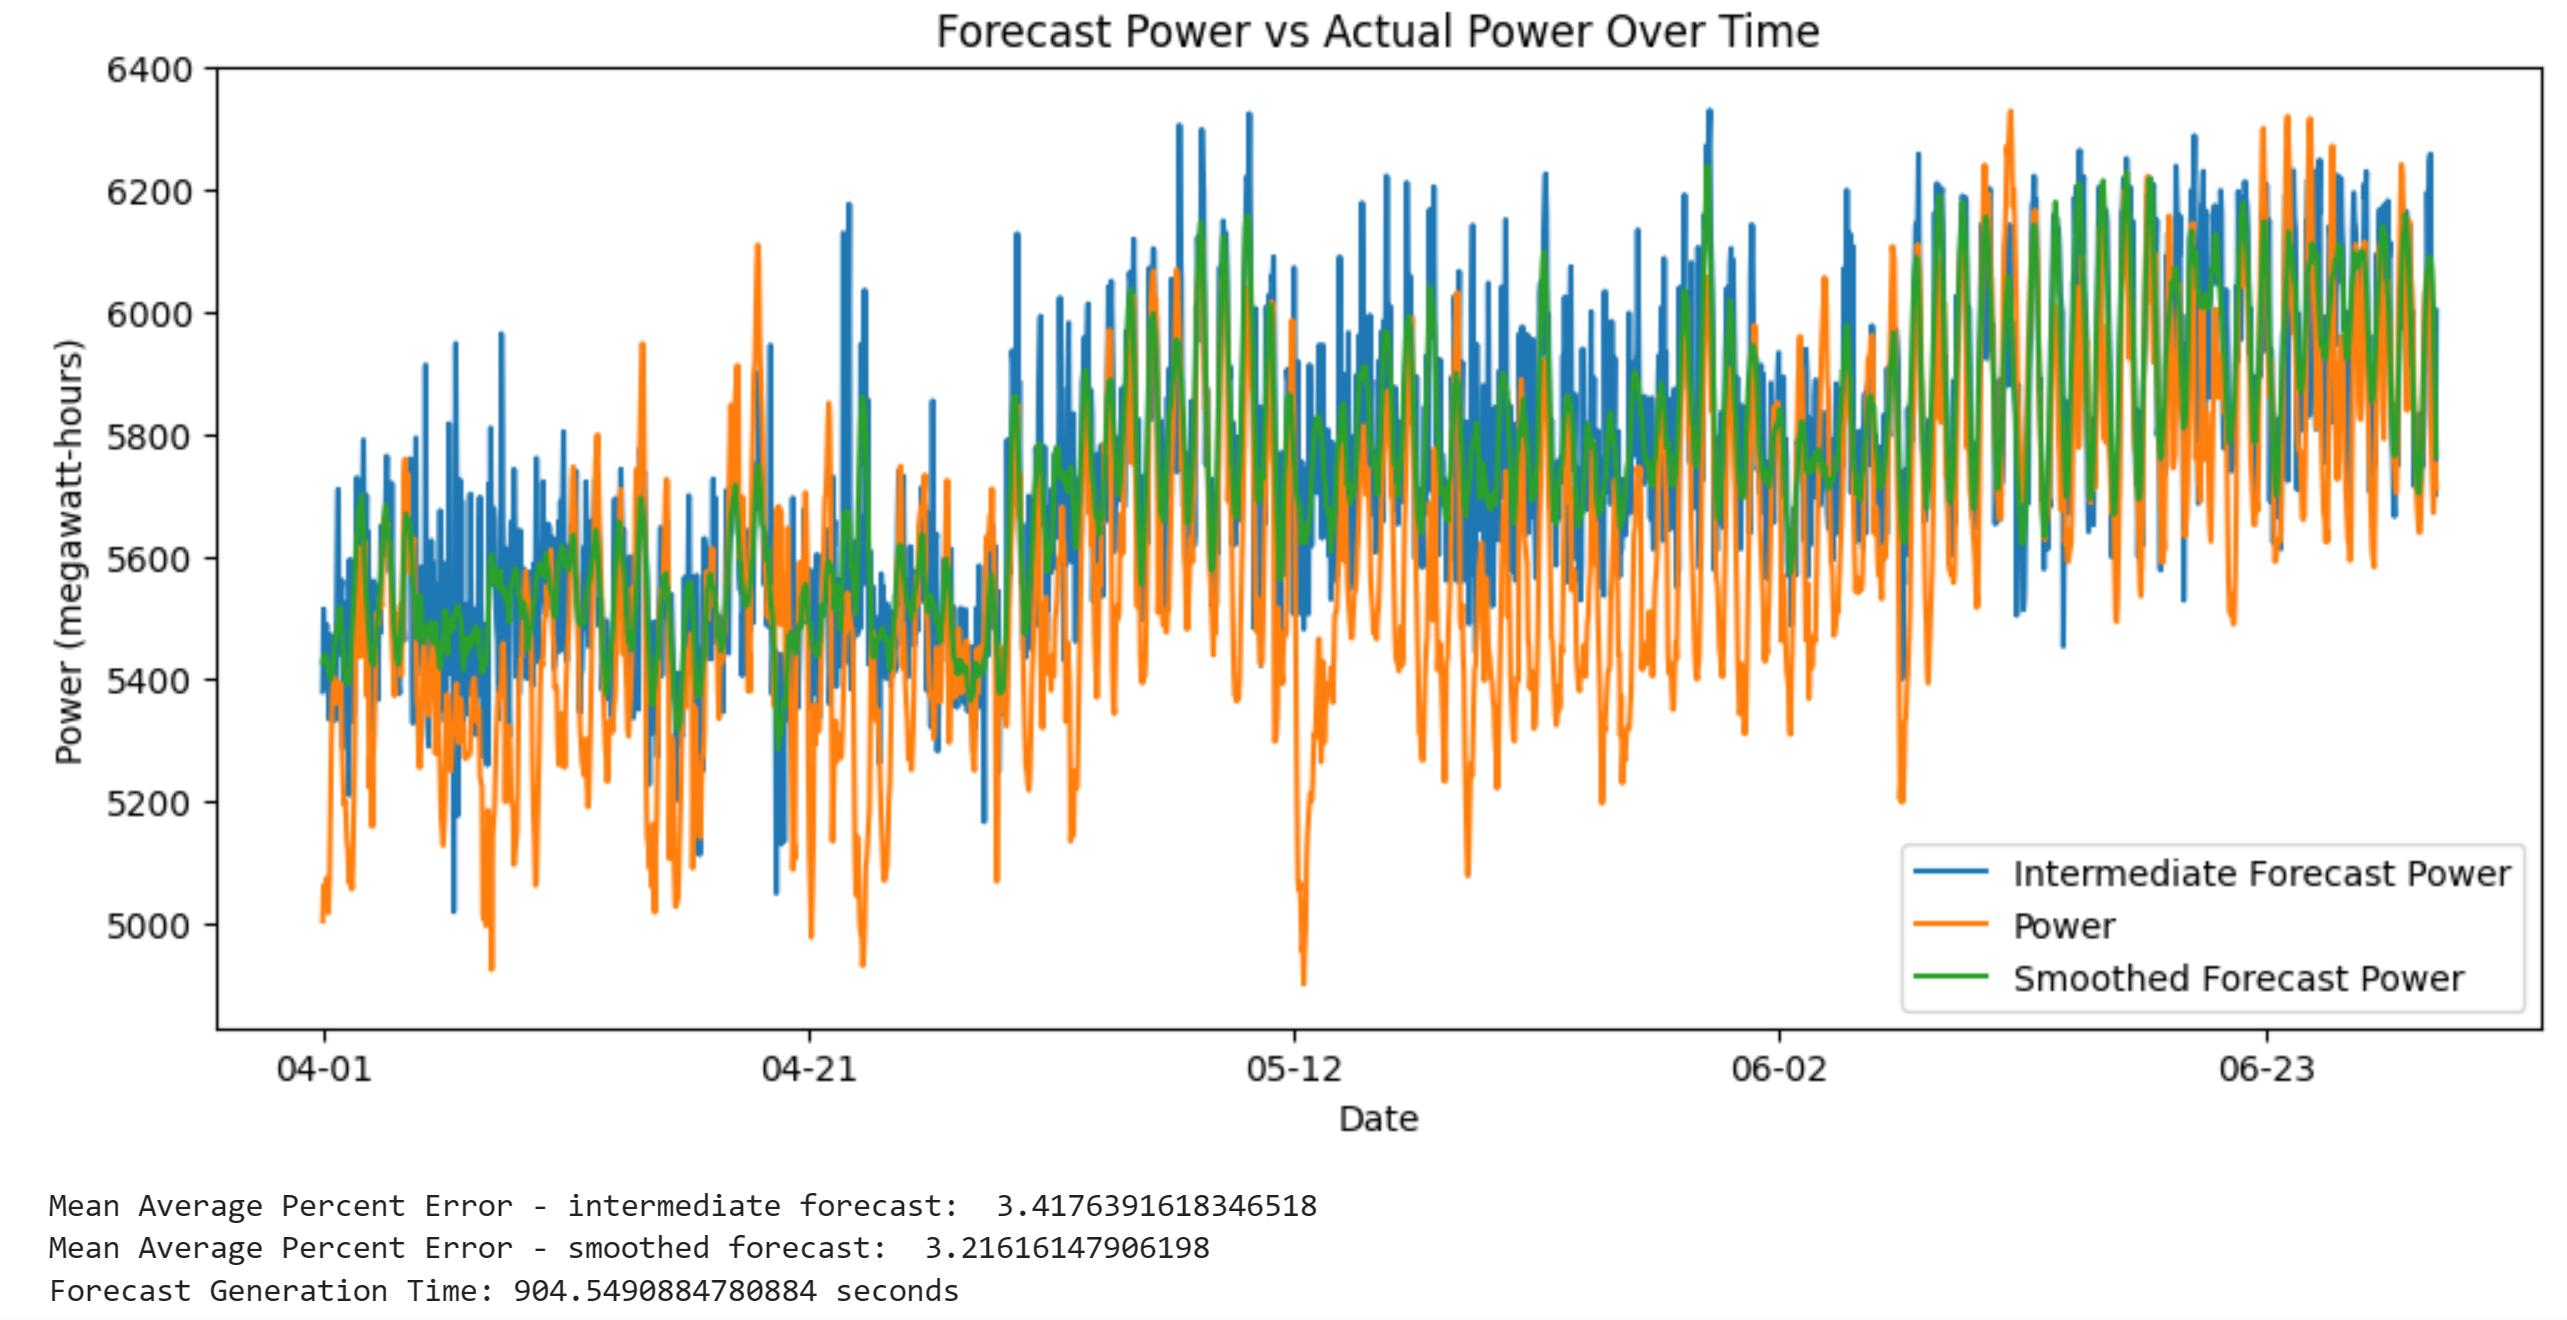 Forecast Power vs Actual Power Over Time
6400
6200
6000
5800
5600
5400
5200
5000
Power (megawatt-hours)
Intermediate Forecast Power
Power
Smoothed Forecast Power
04-01
04-21
05-12
06-02
06-23
Date
Mean Average Percent Error - intermediate forecast:  3.4176391618346518
Mean Average Percent Error - smoothed forecast:  3.21616147906198
Forecast Generation Time: 904.5490884780884 seconds